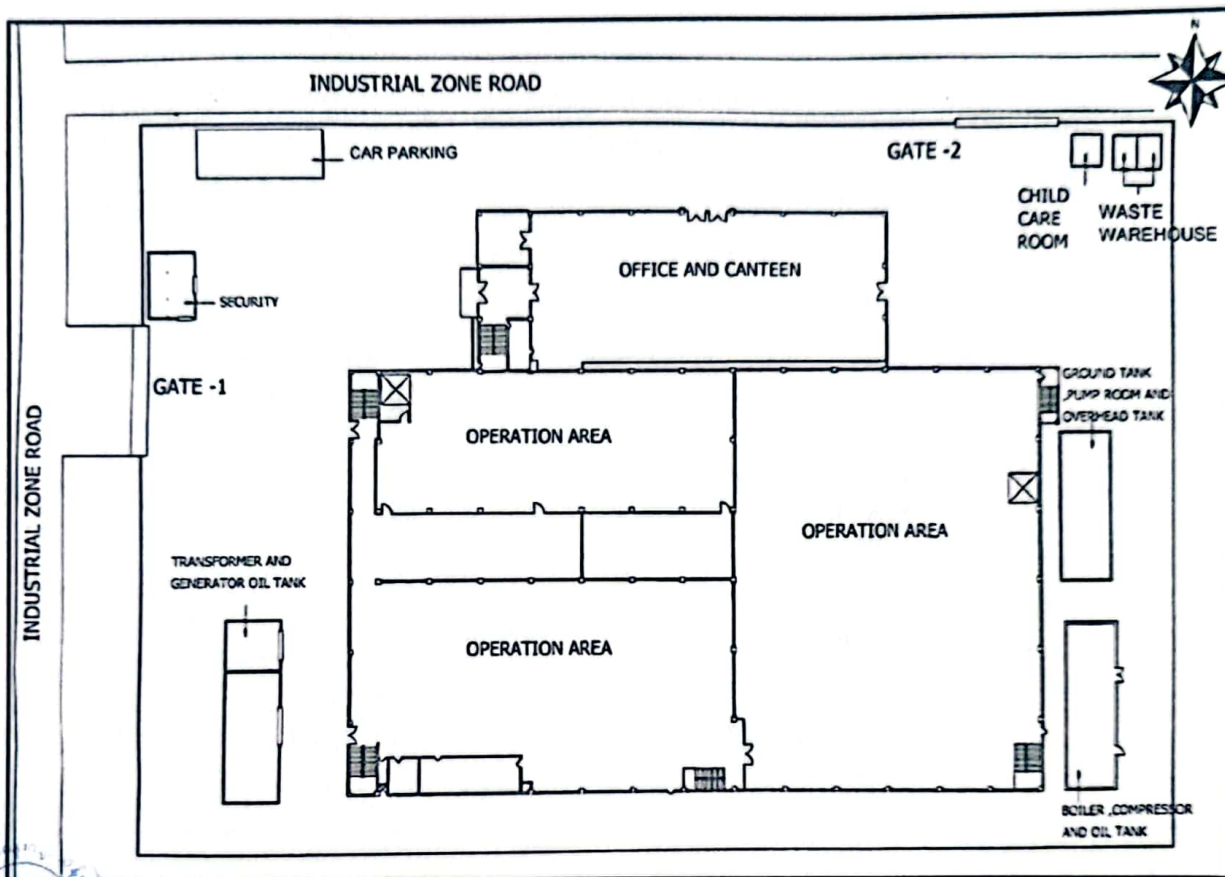 N
INDUSTRIAL ZONE ROAD
CAR PARKING
GATE -2
CHILD
CARE
ROOM
WASTE
WAREHOUSE
OFFICE AND CANTEEN
SECURITY
GATE -1
GROUND TANK
,PUMP ROOM AND
OVERHEAD TANK
OPERATION AREA
INDUSTRIAL ZONE ROAD
OPERATION AREA
TRANSFORMER AND
GENERATOR OIL TANK
OPERATION AREA
BOILER ,COMPRESSOR
AND OIL TANK